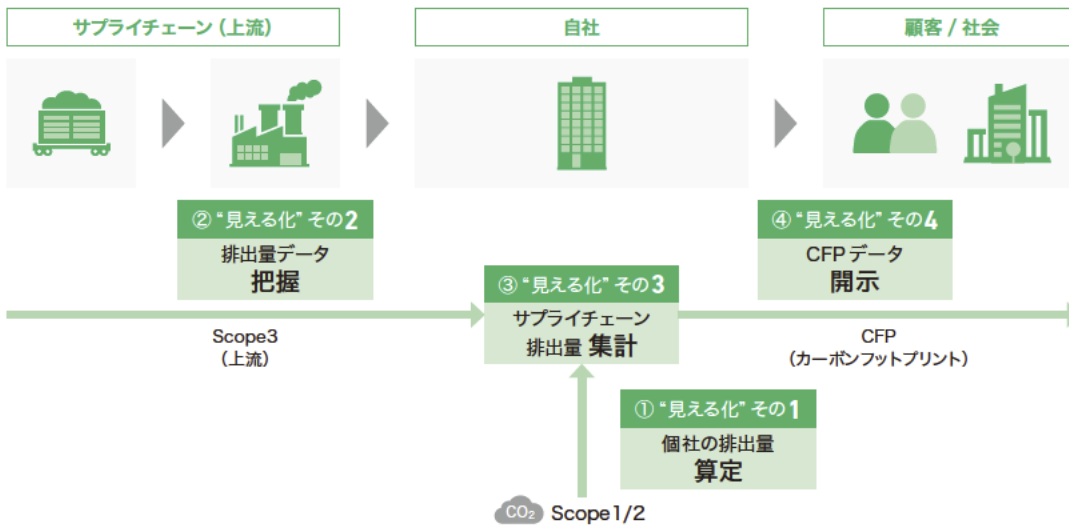 サプライチェーン（上流）
自社
顧客 / 社会
② “見える化” その2
排出量データ
把握
④ “見える化” その4
CFPデータ
開示
③ “見える化” その3
サプライチェーン
排出量 集計
Scope3
（上流）
CFP
（カーボンフットプリント）
① “見える化” その1
個社の排出量
算定
CO₂ Scope1/2